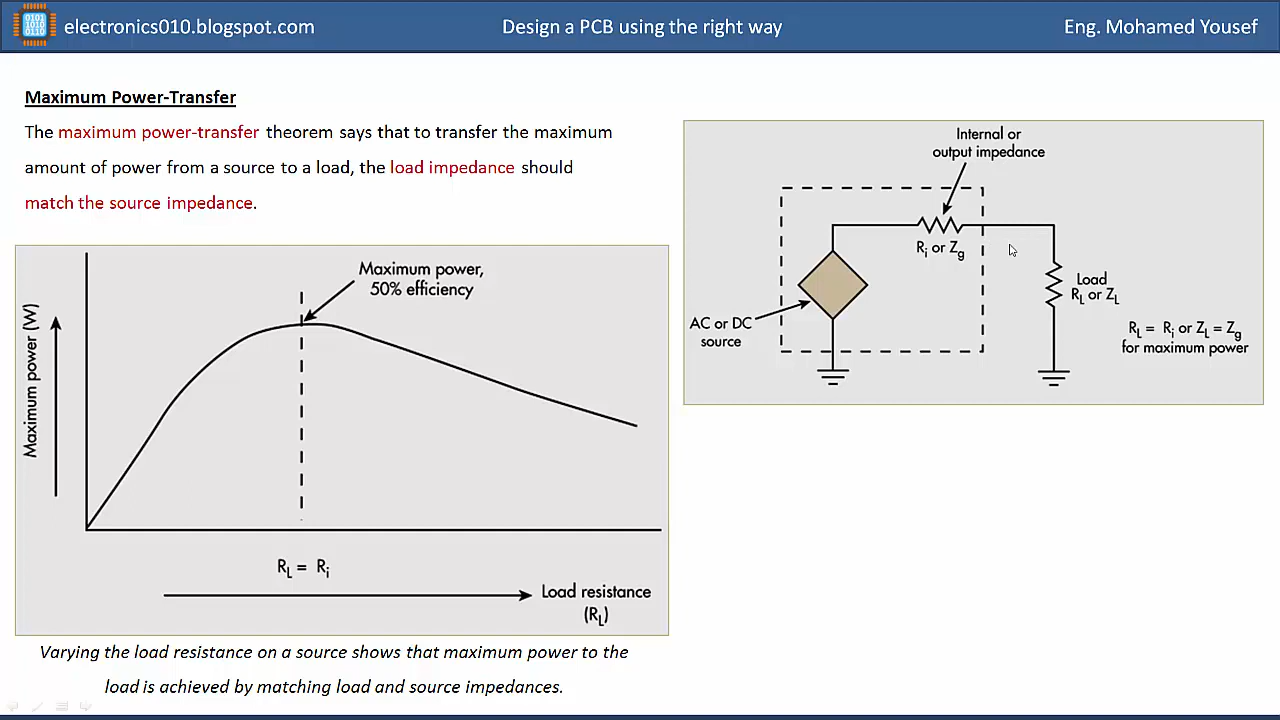 0101
1010
0110
electronics010.blogspot.com
Design a PCB using the right way
Eng. Mohamed Yousef
Maximum Power-Transfer
The maximum power-transfer theorem says that to transfer the maximum
amount of power from a source to a load, the load impedance should
match the source impedance.
Maximum power,
50% efficiency
Maximum power (W)
RL = Ri
Load resistance
(RL)
Varying the load resistance on a source shows that maximum power to the
load is achieved by matching load and source impedances.
Internal or
output impedance
Ri or Zg
AC or DC
source
Load
RL or ZL
RL = Ri or ZL = Zg
for maximum power